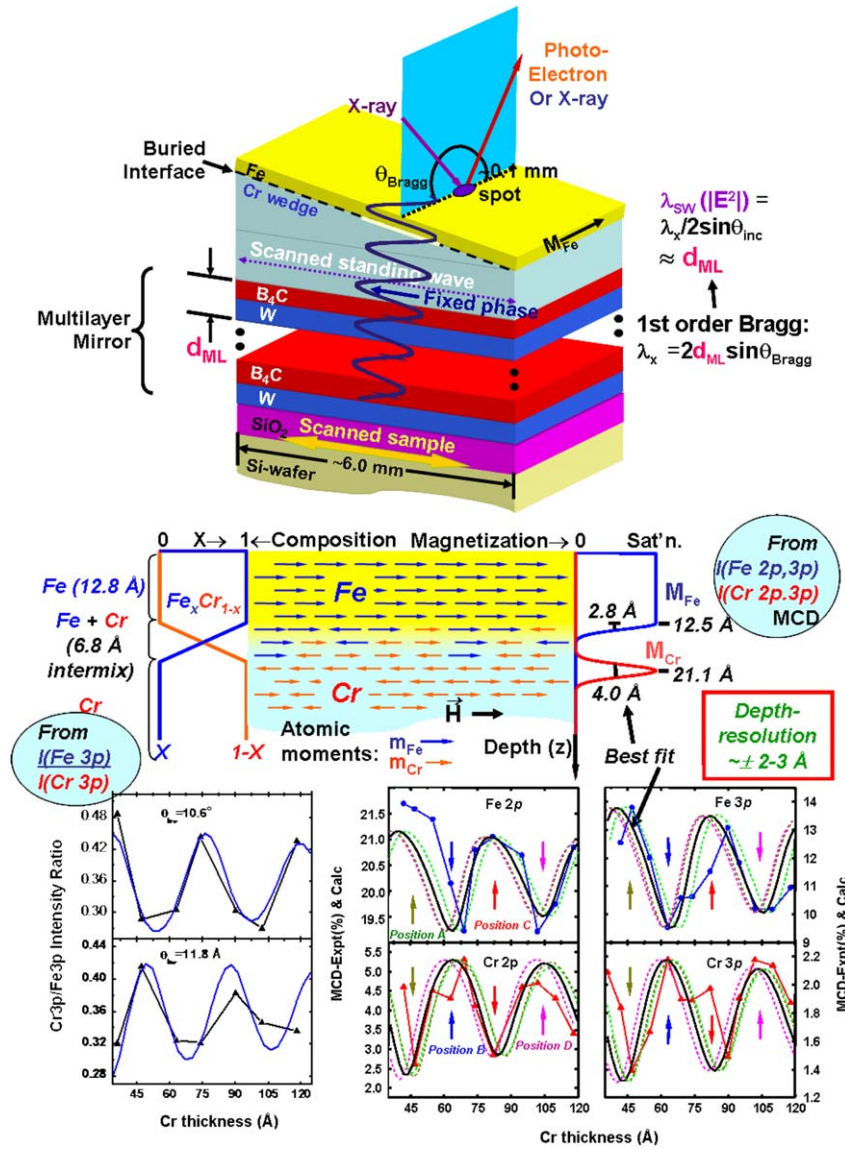 Photo-
Electron
Or X-ray
X-ray
Buried
Interface
θBragg
~0.1 mm
spot
Fe
Cr wedge
MFe
λSW (|E²|) =
λx/2sinθinc
≈ dML
Scanned standing wave
Fixed phase
B4C
W
Multilayer
Mirror
dML
1st order Bragg:
λx =2dMLsinθBragg
B4C
W
SiO2
Scanned sample
~6.0 mm
Si-wafer
0 X→ 1←Composition Magnetization→ 0 Sat'n.
From
I(Fe 2p,3p)
I(Cr 2p.3p)
MCD
Fe (12.8 Å)
FexCr1-x
Fe
MFe
2.8 Å
12.5 Å
Fe + Cr
(6.8 Å
intermix)
MCr
21.1 Å
4.0 Å
Cr
Cr
H
X 1-X
Atomic
moments: mFe
mCr
Depth (z)
From
I(Fe 3p)
I(Cr 3p)
Best fit
Depth-
resolution
~± 2-3 Å
Cr3p/Fe3p Intensity Ratio
=10.6°
0.48
0.42
0.36
0.30
=11.8 Å
0.44
0.40
0.36
0.32
0.28
30 45 60 75 90 105 120
Cr thickness (Å)
MCD-Expt(%) & Calc
Fe 2p
21.5
21.0
20.5
20.0
19.5
Position A
Position C
Cr 2p
5.5
5.0
4.5
4.0
3.5
3.0
2.5
2.0
Position B
Position D
45 60 75 90 105 120
Fe 3p
14
13
12
11
10
9
Cr 3p
2.2
2.0
1.8
1.6
1.4
1.2
45 60 75 90 105 120
MCD-Expt(%) & Calc
Cr thickness (Å)